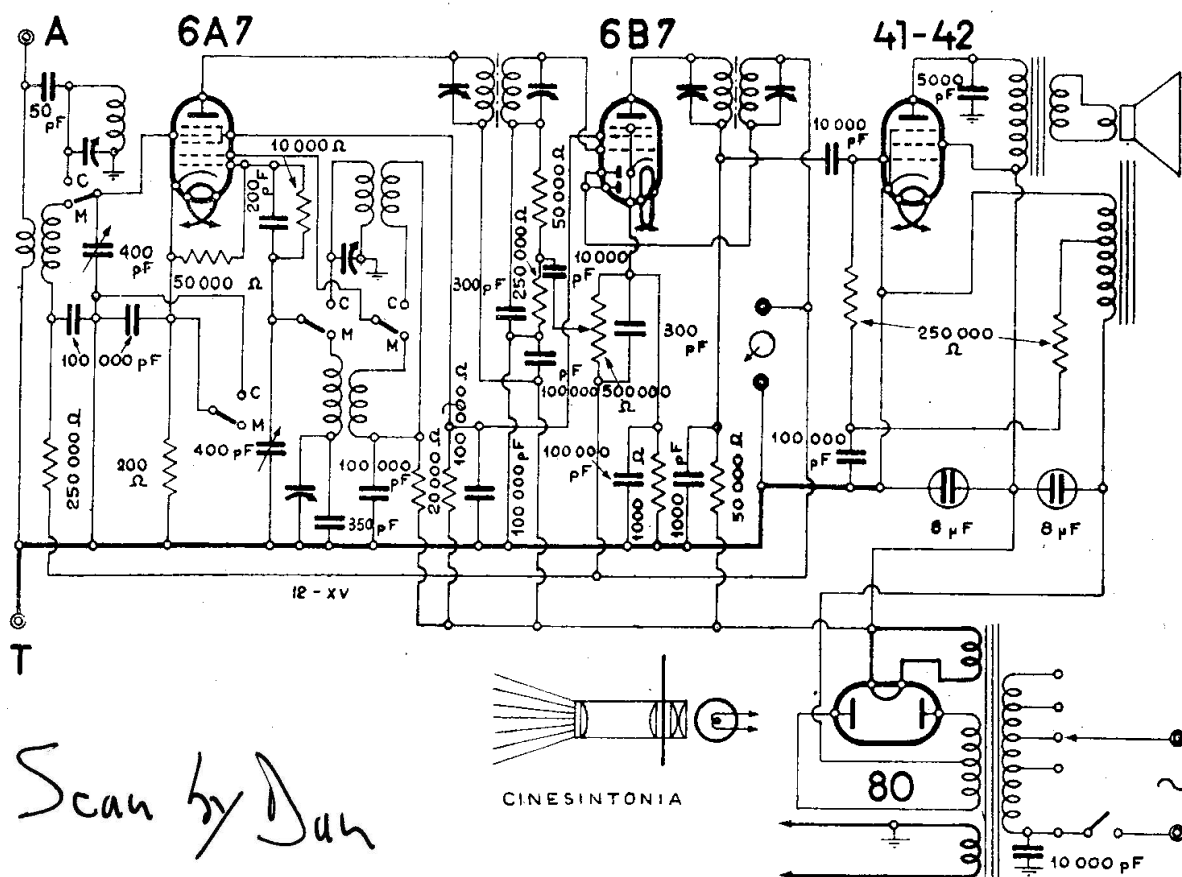 A
6A7
6B7
41-42
50 pF
10 000 Ω
200 pF
5000 pF
10 000 pF
C
M
400 pF
50 000 Ω
50 000 Ω
250 000 Ω
10 000 pF
300 pF
C
M
300 pF
250 000 Ω
100 000 pF
C
M
400 pF
100 000 pF
500 000 Ω
250 000 Ω
200 Ω
100 000 pF
350 pF
20 000 Ω
100 000 Ω
100 000 pF
100 000 pF
1000 Ω
1000 pF
50 000 Ω
100 000 pF
8 µF
8 µF
12-XV
T
CINESINTONIA
80
~
10 000 pF
Scan by Dan